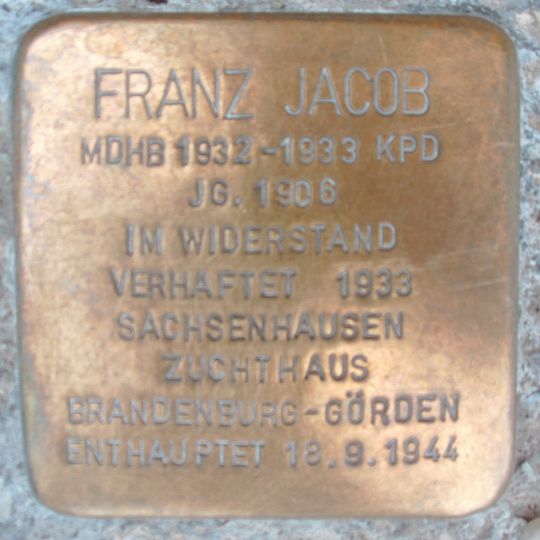 FRANZ JACOB
MDHB 1932-1933 KPD
JG. 1906
IM WIDERSTAND
VERHAFTET 1933
SACHSENHAUSEN
ZUCHTHAUS
BRANDENBURG-GÖRDEN
ENTHAUPTET 18.9.1944